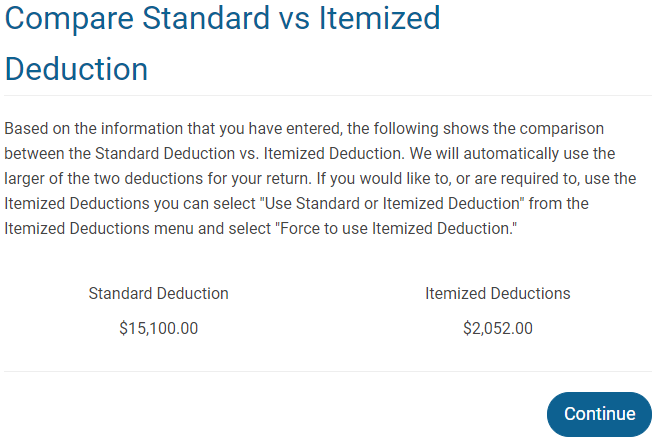 Compare Standard vs Itemized
Deduction
Based on the information that you have entered, the following shows the comparison
between the Standard Deduction vs. Itemized Deduction. We will automatically use the
larger of the two deductions for your return. If you would like to, or are required to, use the
Itemized Deductions you can select "Use Standard or Itemized Deduction" from the
Itemized Deductions menu and select "Force to use Itemized Deduction."
Standard Deduction Itemized Deductions
$15,100.00 $2,052.00
Continue